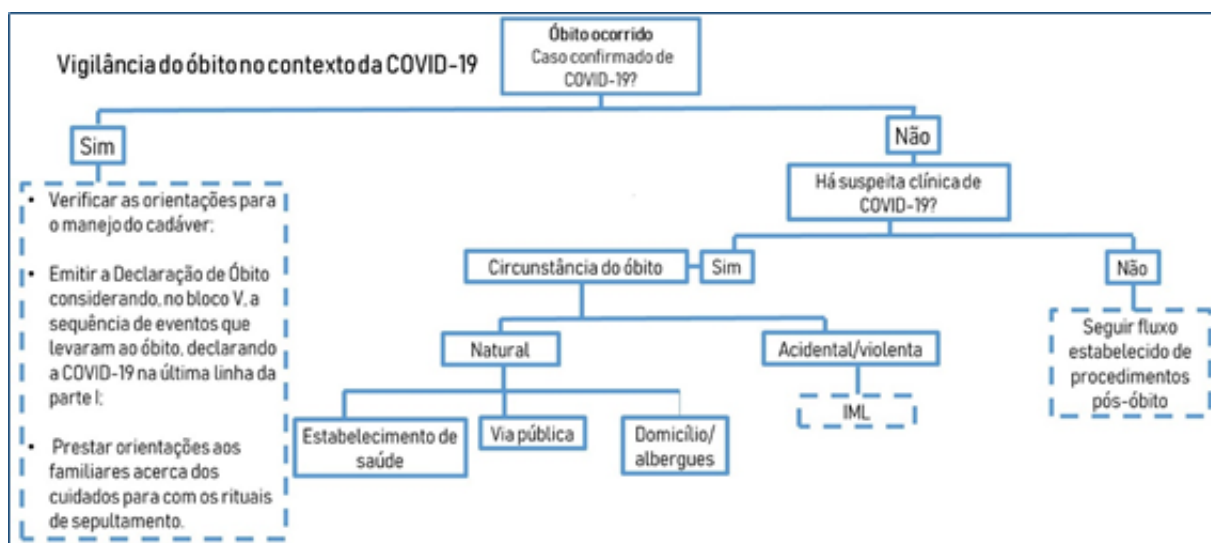 Vigilância do óbito no contexto da COVID-19
Óbito ocorrido
Caso confirmado de
COVID-19?
Sim
Não
• Verificar as orientações para
o manejo do cadáver;
• Emitir a Declaração de Óbito
considerando, no bloco V, a
sequência de eventos que
levaram ao óbito, declarando
a COVID-19 na última linha da
parte I;
• Prestar orientações aos
familiares acerca dos
cuidados para com os rituais
de sepultamento.
Há suspeita clínica de
COVID-19?
Circunstância do óbito
Sim
Não
Natural
Acidental/violenta
Seguir fluxo
estabelecido de
procedimentos
pós-óbito
IML
Estabelecimento de
saúde
Via pública
Domicílio/
albergues